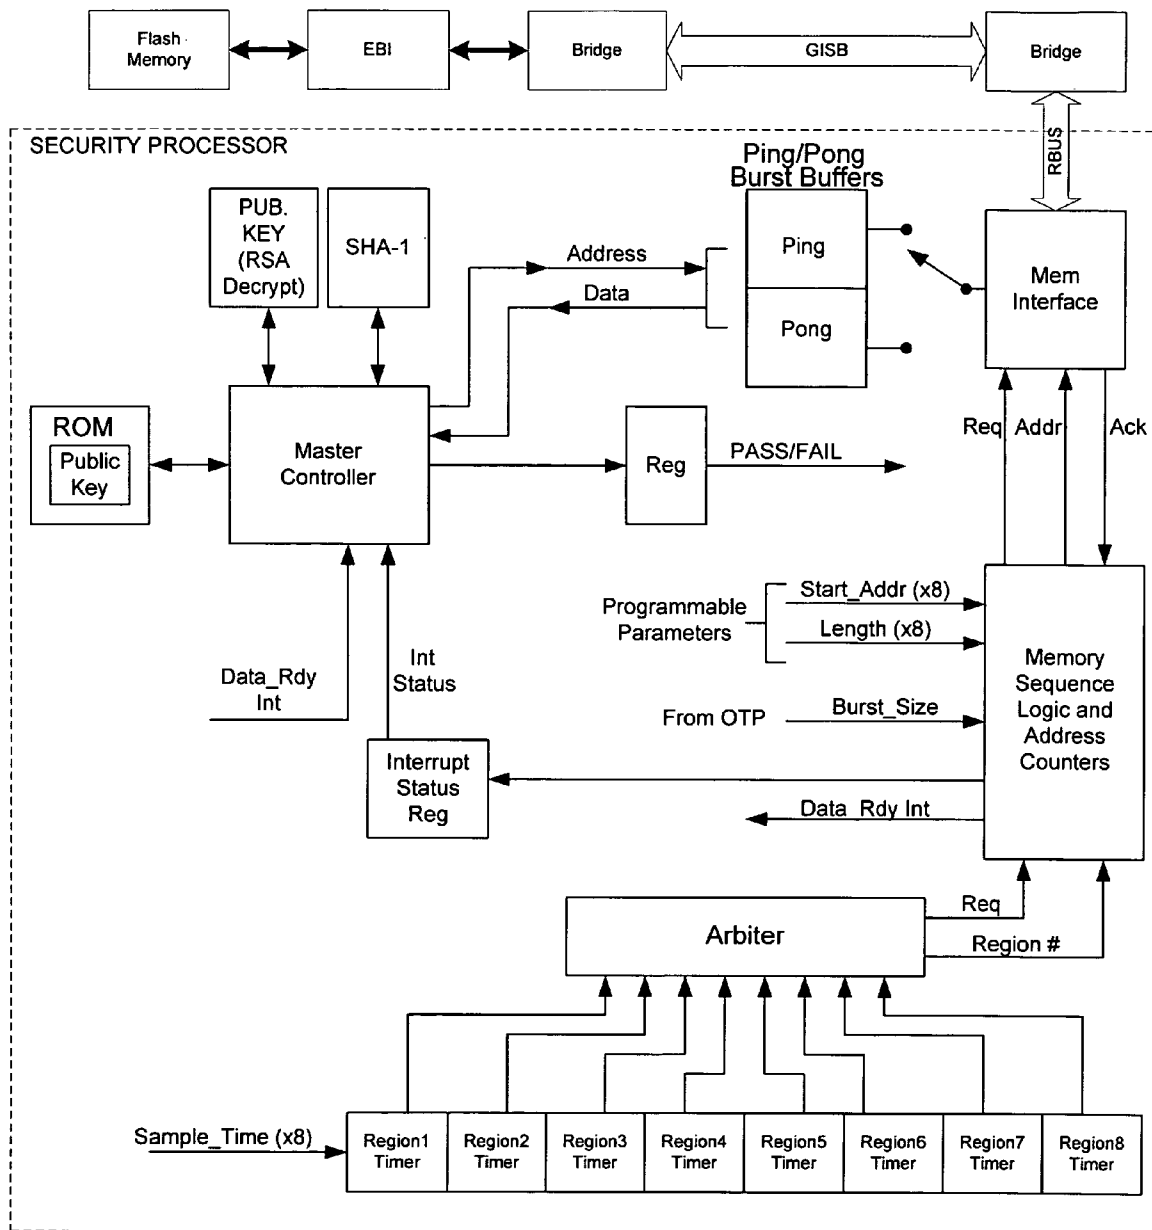 Flash
Memory
EBI
Bridge
GISB
Bridge
RBUS
SECURITY PROCESSOR
Ping/Pong
Burst Buffers
PUB.
KEY
(RSA
Decrypt)
SHA-1
Address
Data
Ping
Pong
Mem
Interface
Req
Addr
Ack
ROM
Public
Key
Master
Controller
Reg
PASS/FAIL
Programmable
Parameters
Start_Addr (x8)
Length (x8)
From OTP
Burst_Size
Memory
Sequence
Logic and
Address
Counters
Data_Rdy
Int
Int
Status
Interrupt
Status
Reg
Data_Rdy Int
Arbiter
Req
Region #
Sample_Time (x8)
Region1
Timer
Region2
Timer
Region3
Timer
Region4
Timer
Region5
Timer
Region6
Timer
Region7
Timer
Region8
Timer